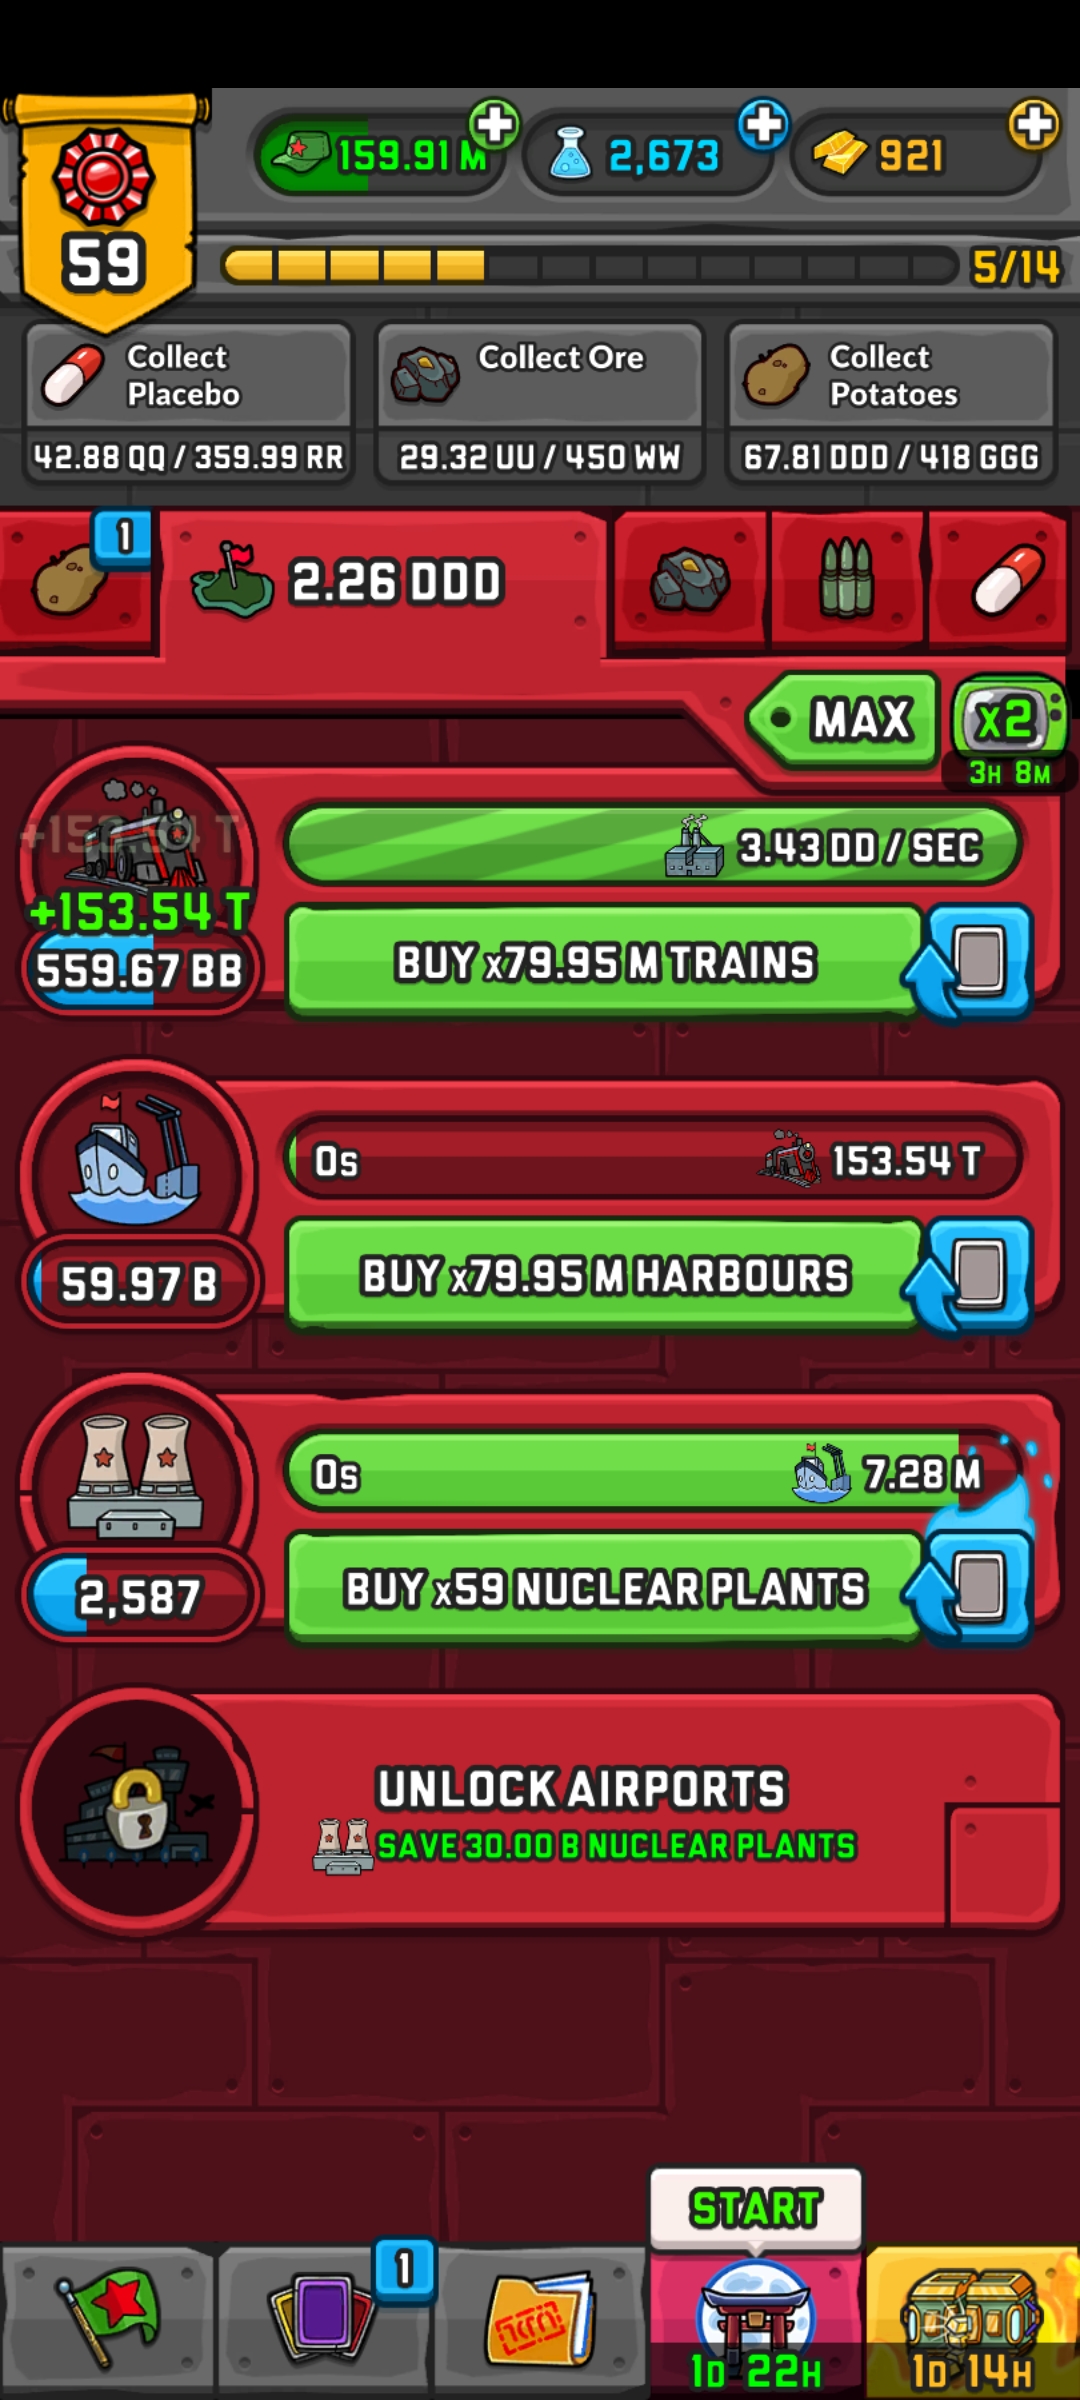 59
159.91 M
2,673
921
5/14
Collect
Placebo
42.88 QQ / 359.99 RR
Collect Ore
29.32 UU / 450 WW
Collect
Potatoes
67.81 DDD / 418 GGG
1
2.26 DDD
MAX
x2
3H 8M
+153.54 T
+153.54 T
559.67 BB
3.43 DD / SEC
BUY x79.95 M TRAINS
0s
153.54 T
59.97 B
BUY x79.95 M HARBOURS
0s
7.28 M
2,587
BUY x59 NUCLEAR PLANTS
UNLOCK AIRPORTS
SAVE 30.00 B NUCLEAR PLANTS
START
1
1D 22H
1D 14H